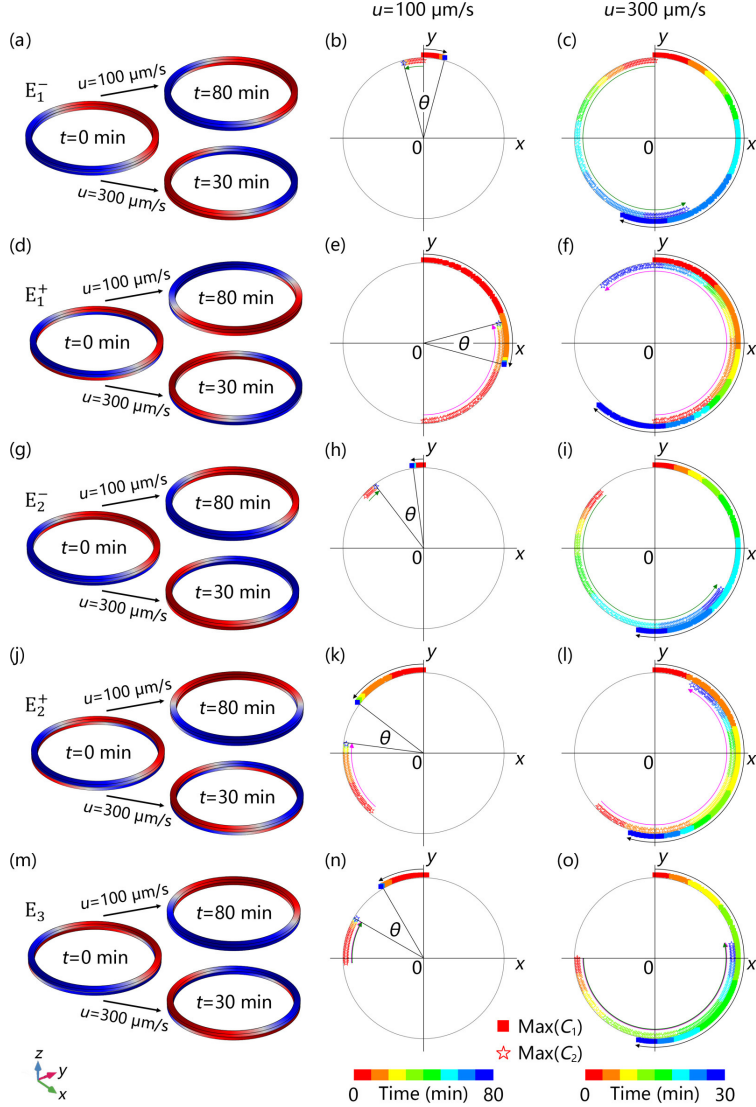 u=100 μm/s
u=300 μm/s
(a)
E₁⁻
t=0 min
u=100 μm/s
t=80 min
u=300 μm/s
t=30 min
(b)
y
θ
0
x
(c)
y
0
x
(d)
E₁⁺
t=0 min
u=100 μm/s
t=80 min
u=300 μm/s
t=30 min
(e)
y
0
θ
x
(f)
y
0
x
(g)
E₂⁻
t=0 min
u=100 μm/s
t=80 min
u=300 μm/s
t=30 min
(h)
y
θ
0
x
(i)
y
0
x
(j)
E₂⁺
t=0 min
u=100 μm/s
t=80 min
u=300 μm/s
t=30 min
(k)
y
θ
0
x
(l)
y
0
x
(m)
E₃
t=0 min
u=100 μm/s
t=80 min
u=300 μm/s
t=30 min
(n)
y
θ
0
x
(o)
y
0
x
Max(C₁)
Max(C₂)
z
y
x
0 Time (min) 80
0 Time (min) 30